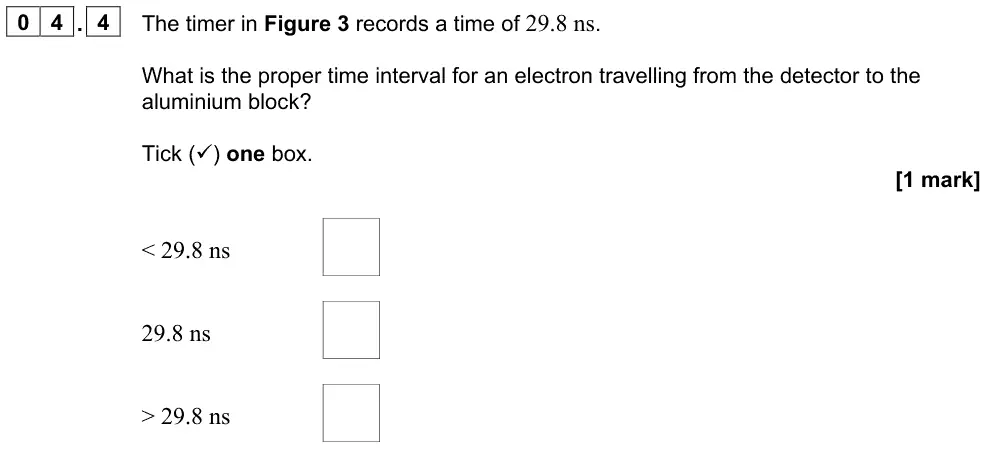 0 4 . 4 The timer in Figure 3 records a time of 29.8 ns.
What is the proper time interval for an electron travelling from the detector to the
aluminium block?
Tick (✓) one box.
[1 mark]
< 29.8 ns
29.8 ns
> 29.8 ns